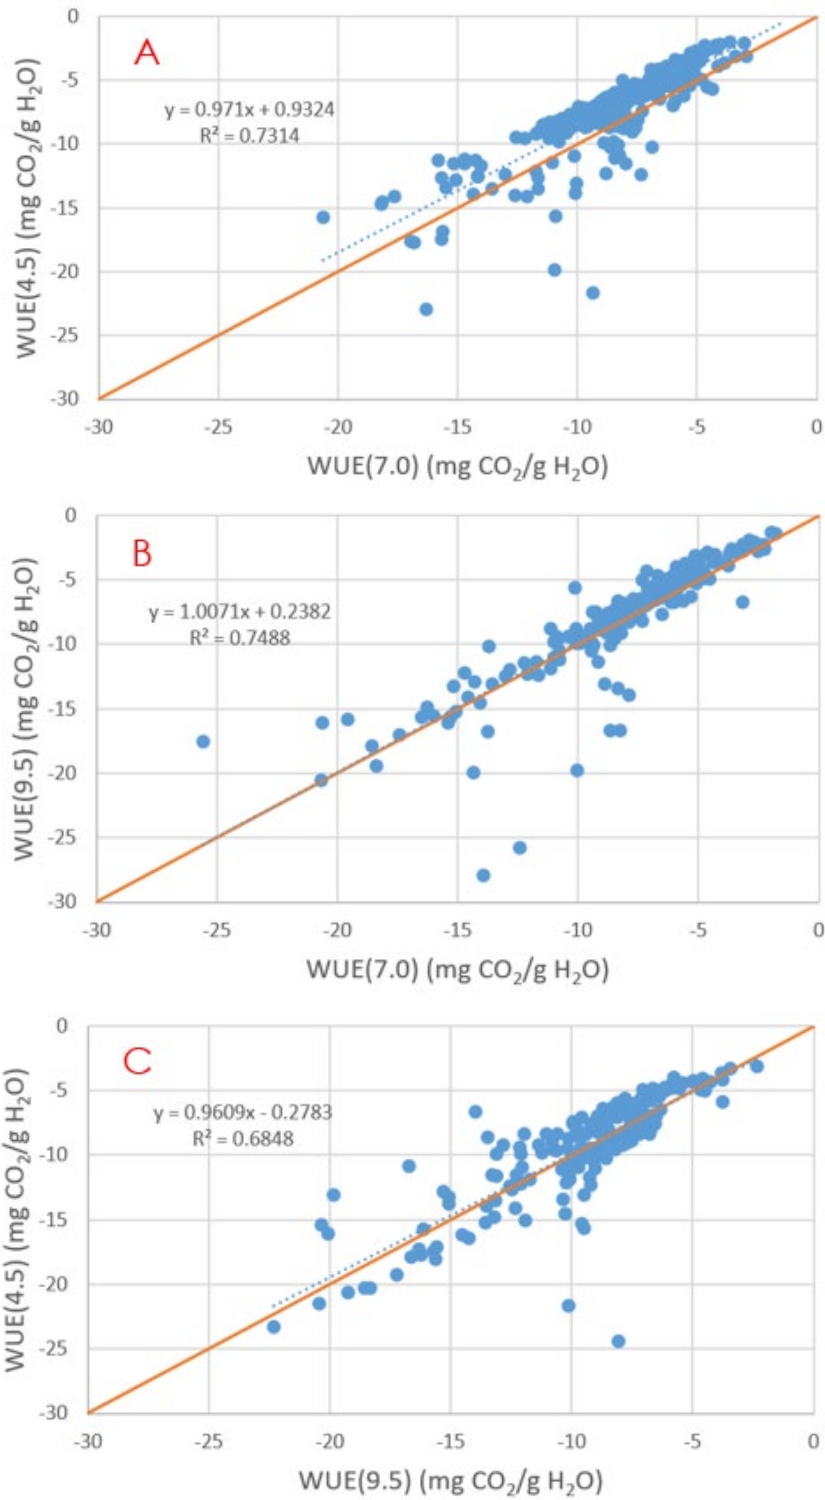 A
y = 0.971x + 0.9324
R² = 0.7314
0
-5
-10
-15
-20
-25
-30
-30 -25 -20 -15 -10 -5 0
WUE(4.5) (mg CO₂/g H₂O)
WUE(7.0) (mg CO₂/g H₂O)
B
y = 1.0071x + 0.2382
R² = 0.7488
0
-5
-10
-15
-20
-25
-30
-30 -25 -20 -15 -10 -5 0
WUE(9.5) (mg CO₂/g H₂O)
WUE(7.0) (mg CO₂/g H₂O)
C
y = 0.9609x - 0.2783
R² = 0.6848
0
-5
-10
-15
-20
-25
-30
-30 -25 -20 -15 -10 -5 0
WUE(4.5) (mg CO₂/g H₂O)
WUE(9.5) (mg CO₂/g H₂O)